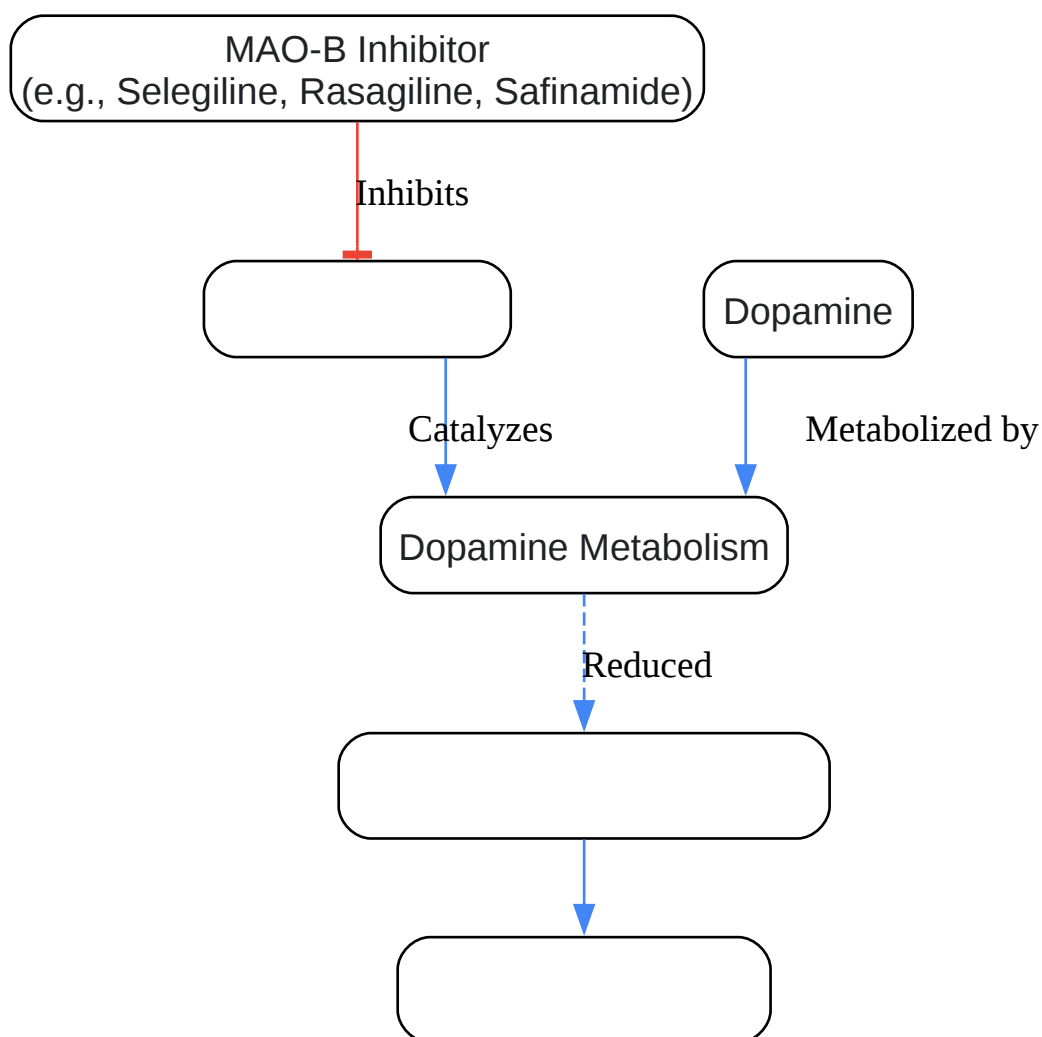 MAO-B Inhibitor
(e.g., Selegiline, Rasagiline, Safinamide)
Inhibits
Dopamine
Catalyzes
Metabolized by
Dopamine Metabolism
Reduced